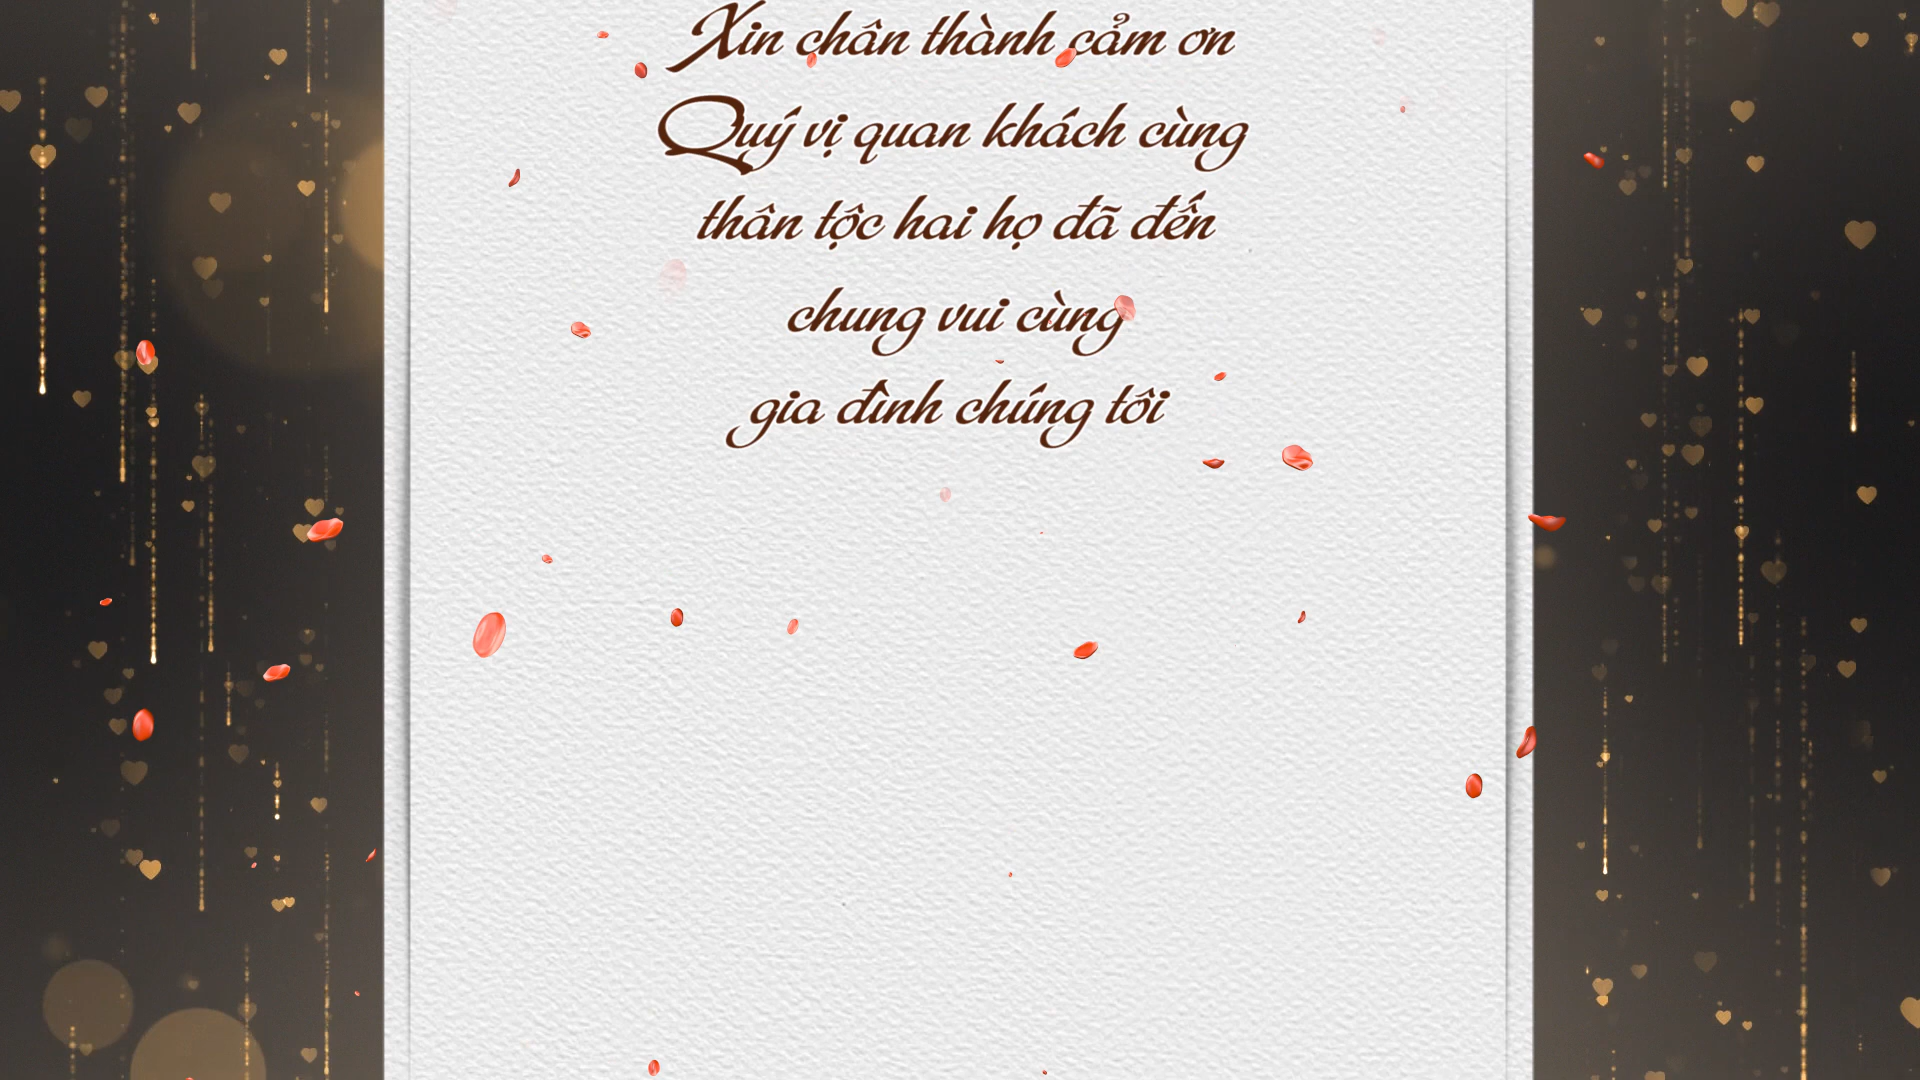 Xin chân thành cảm ơn
Quý vị quan khách cùng
thân tộc hai họ đã đến
chung vui cùng
gia đình chúng tôi